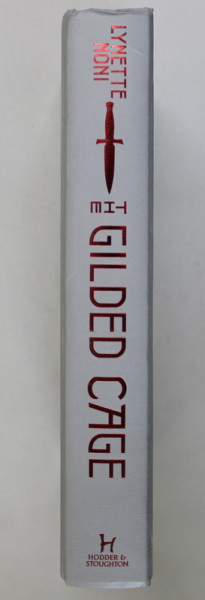 LYNETTE
NONI
THE
GILDED CAGE
H
HODDER &
STOUGHTON